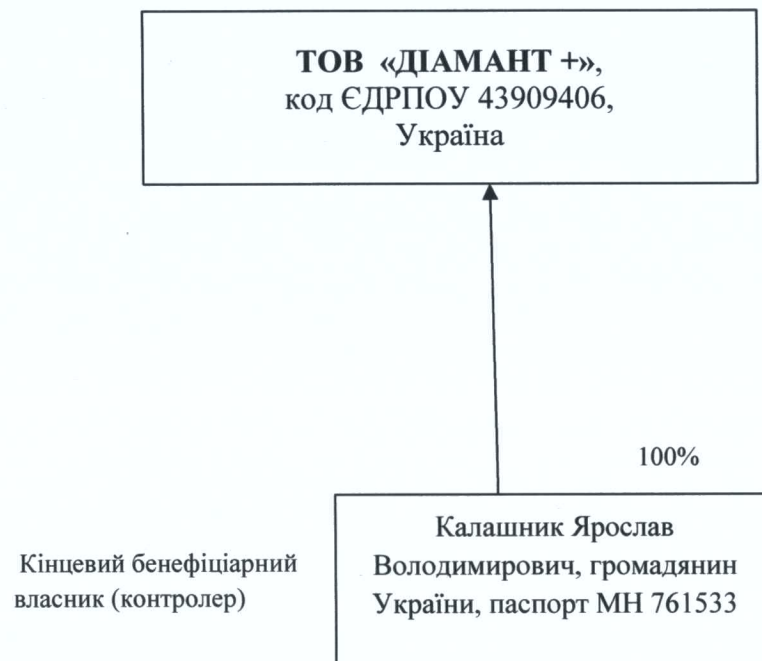 ТОВ «ДІАМАНТ +»,
код ЄДРПОУ 43909406,
Україна
100%
Кінцевий бенефіціарний
власник (контролер)
Калашник Ярослав
Володимирович, громадянин
України, паспорт МН 761533